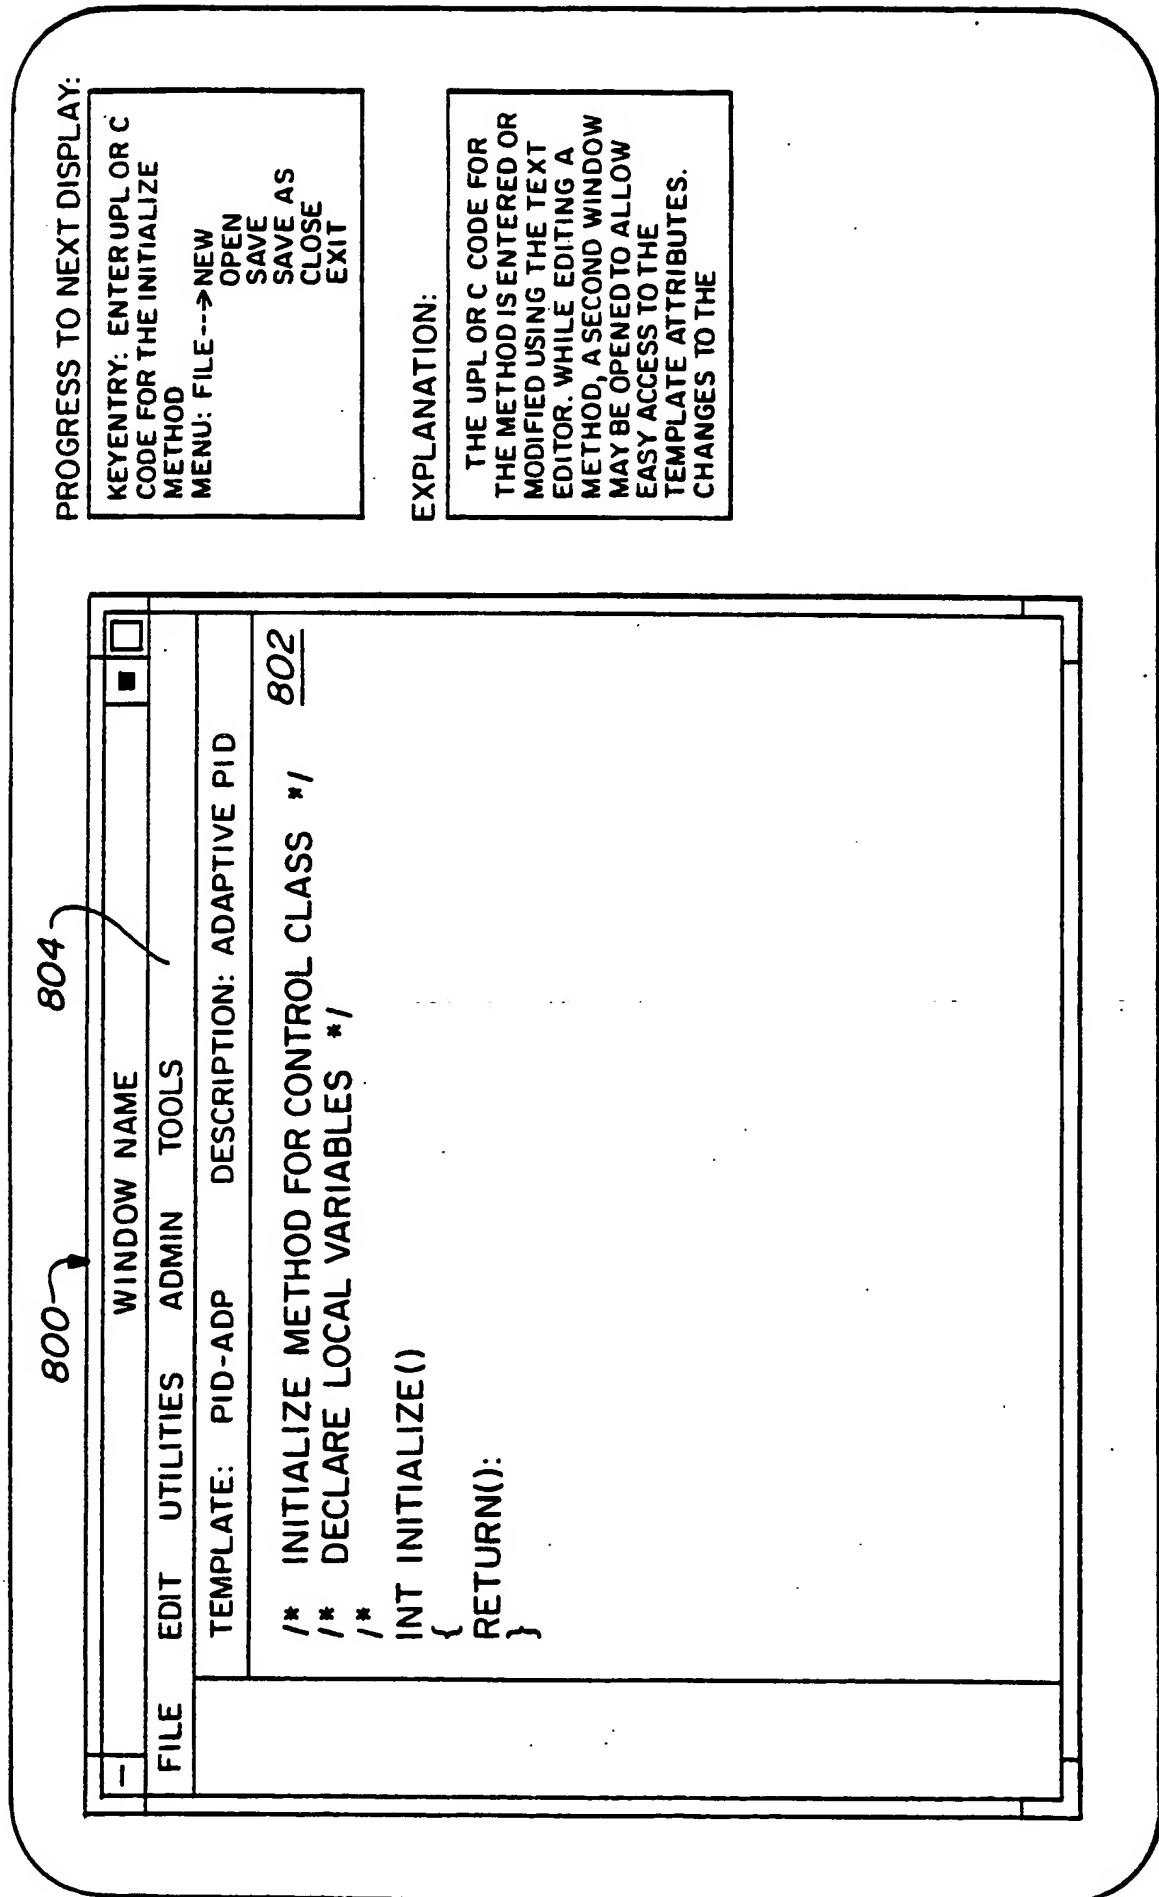 800
804
WINDOW NAME
FILE EDIT UTILITIES ADMIN TOOLS
TEMPLATE: PID-ADP DESCRIPTION: ADAPTIVE PID
802
/* INITIALIZE METHOD FOR CONTROL CLASS */
/* DECLARE LOCAL VARIABLES */
/*
INT INITIALIZE()
{
RETURN():
}
PROGRESS TO NEXT DISPLAY:
KEYENTRY: ENTER UPL OR C
CODE FOR THE INITIALIZE
METHOD
MENU: FILE--->NEW
OPEN
SAVE
SAVE AS
CLOSE
EXIT
EXPLANATION:
THE UPL OR C CODE FOR
THE METHOD IS ENTERED OR
MODIFIED USING THE TEXT
EDITOR. WHILE EDITING A
METHOD, A SECOND WINDOW
MAY BE OPENED TO ALLOW
EASY ACCESS TO THE
TEMPLATE ATTRIBUTES.
CHANGES TO THE